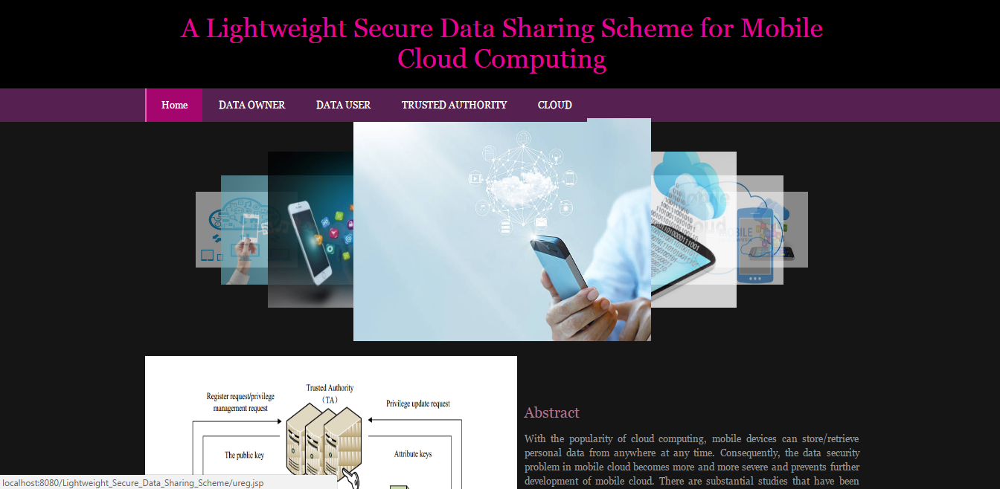 A Lightweight Secure Data Sharing Scheme for Mobile
Cloud Computing
Home DATA OWNER DATA USER TRUSTED AUTHORITY CLOUD
MOBILE
Trusted Authority
(TA)
Register request/privilege
management request
Privilege update request
The public key
Attribute keys
Abstract
With the popularity of cloud computing, mobile devices can store/retrieve
personal data from anywhere at any time. Consequently, the data security
problem in mobile cloud becomes more and more severe and prevents further
development of mobile cloud. There are substantial studies that have been
localhost:8080/Lightweight_Secure_Data_Sharing_Scheme/ureg.jsp